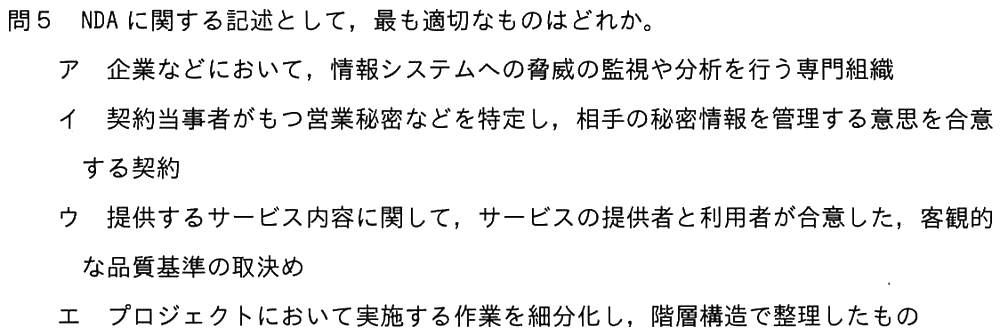 問５　NDA に関する記述として，最も適切なものはどれか。
ア　企業などにおいて，情報システムへの脅威の監視や分析を行う専門組織
イ　契約当事者がもつ営業秘密などを特定し，相手の秘密情報を管理する意思を合意
する契約
ウ　提供するサービス内容に関して，サービスの提供者と利用者が合意した，客観的
な品質基準の取決め
エ　プロジェクトにおいて実施する作業を細分化し，階層構造で整理したもの